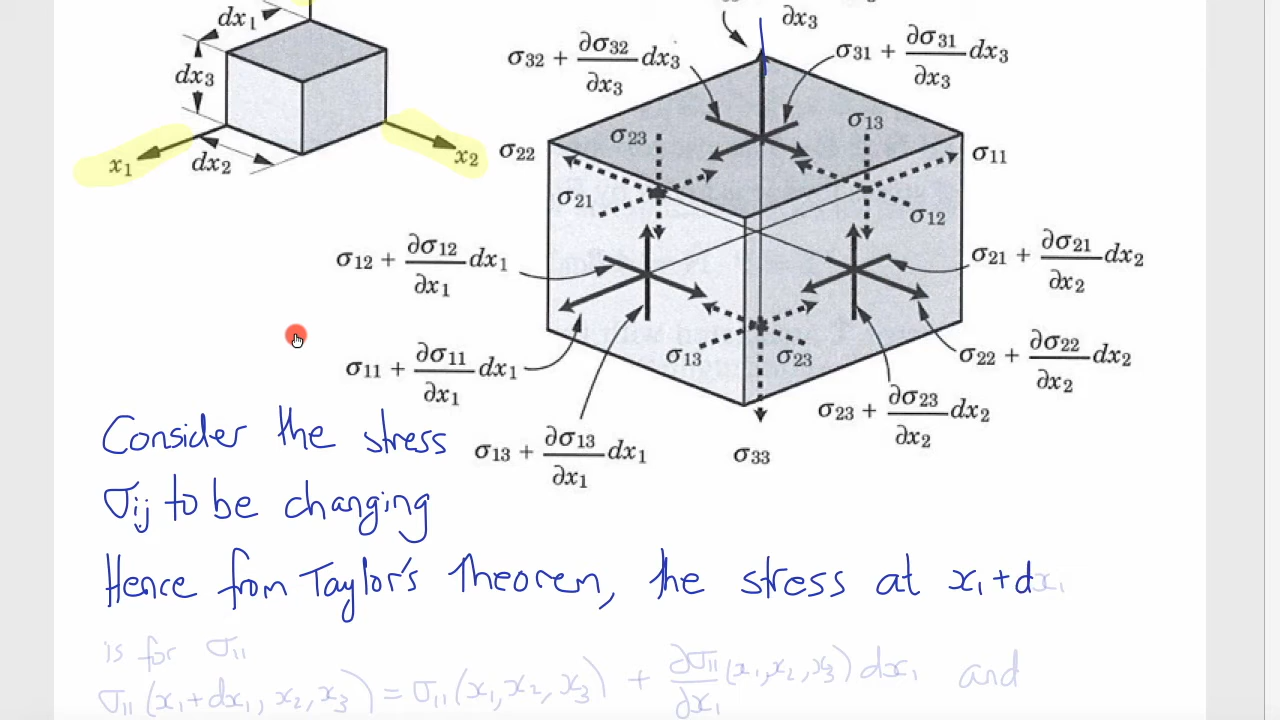 dx₁
∂x₃
σ₃₂ + ∂σ₃₂/∂x₃ dx₃
σ₃₁ + ∂σ₃₁/∂x₃ dx₃
dx₃
σ₂₃
σ₁₃
x₁
dx₂
x₂
σ₂₂
σ₁₁
σ₂₁
σ₁₂
σ₁₂ + ∂σ₁₂/∂x₁ dx₁
σ₂₁ + ∂σ₂₁/∂x₂ dx₂
σ₁₃
σ₂₃
σ₁₁ + ∂σ₁₁/∂x₁ dx₁
σ₂₂ + ∂σ₂₂/∂x₂ dx₂
σ₂₃ + ∂σ₂₃/∂x₂ dx₂
σ₁₃ + ∂σ₁₃/∂x₁ dx₁
σ₃₃
Consider the stress
σij to be changing
Hence from Taylor's theorem, the stress at x₁+dx₁
is for σ₁₁
σ₁₁(x₁+dx₁, x₂, x₃) = σ₁₁(x₁, x₂, x₃) + ∂σ₁₁/∂x₁ (x₁, x₂, x₃) dx₁ and